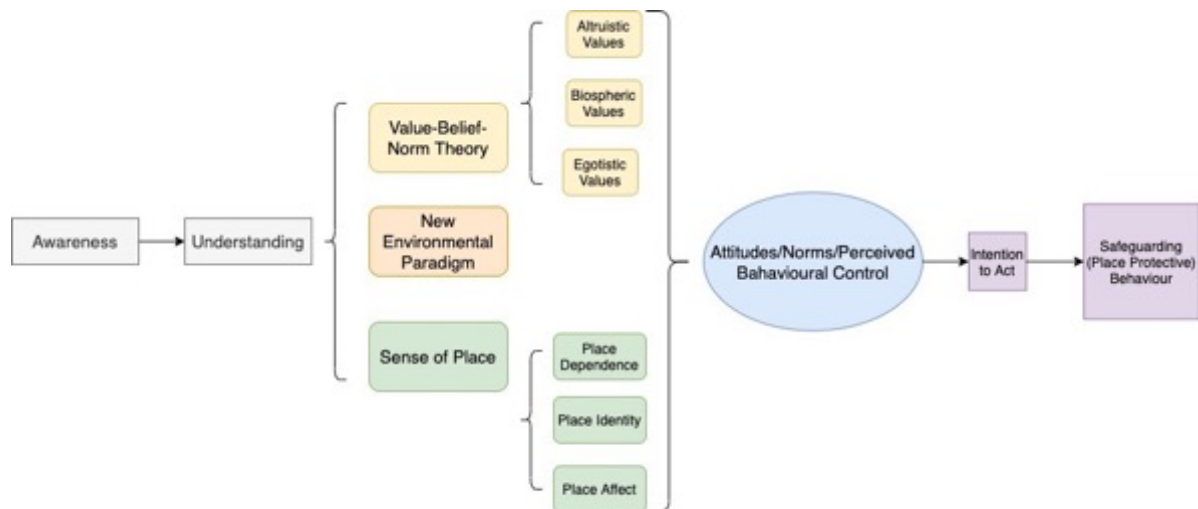 Awareness
Understanding
Value-Belief-
Norm Theory
New
Environmental
Paradigm
Sense of Place
Altruistic
Values
Biospheric
Values
Egotistic
Values
Place
Dependence
Place Identity
Place Affect
Attitudes/Norms/Perceived
Bahavioural Control
Intention
to Act
Safeguarding
(Place Protective)
Behaviour